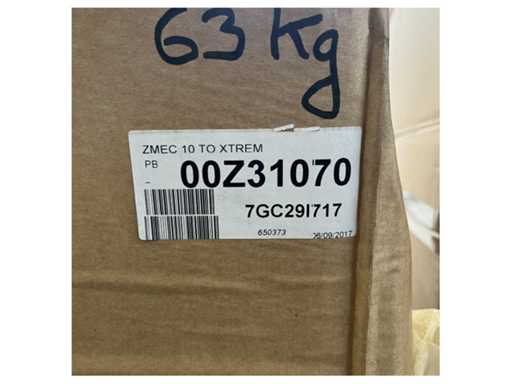 63 kg
ZMEC 10 TO XTREM
PB
00Z31070
-
7GC29I717
650373
06/09/2017